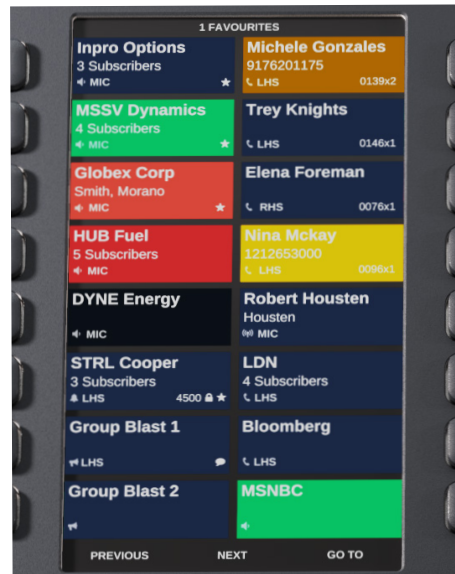 1 FAVOURITES
Inpro Options
3 Subscribers
MIC
Michele Gonzales
9176201175
LHS 0139x2
MSSV Dynamics
4 Subscribers
MIC
Trey Knights
LHS 0146x1
Globex Corp
Smith, Morano
MIC
Elena Foreman
RHS 0076x1
HUB Fuel
5 Subscribers
MIC
Nina Mckay
1212653000
LHS 0096x1
DYNE Energy
MIC
Robert Housten
Housten
MIC
STRL Cooper
3 Subscribers
LHS 4500
LDN
4 Subscribers
LHS
Group Blast 1
LHS
Bloomberg
LHS
Group Blast 2
MSNBC
PREVIOUS NEXT GO TO